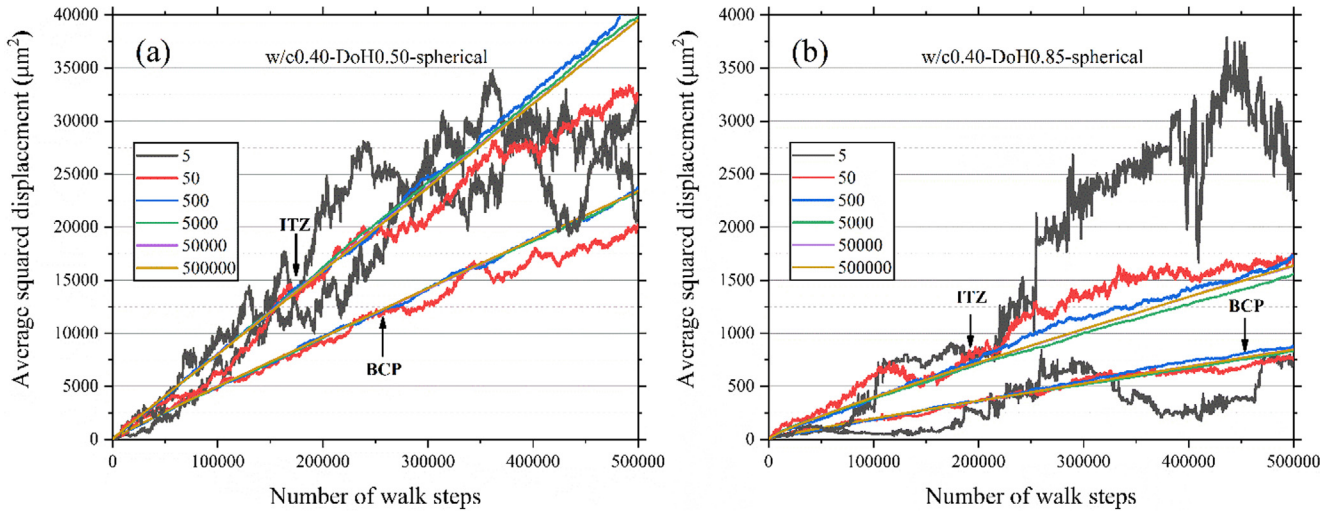 (a)
w/c0.40-DoH0.50-spherical
Average squared displacement (μm²)
40000
35000
30000
25000
20000
15000
10000
5000
0
5
50
500
5000
50000
500000
ITZ
BCP
0 100000 200000 300000 400000 500000
Number of walk steps
(b)
w/c0.40-DoH0.85-spherical
Average squared displacement (μm²)
4000
3500
3000
2500
2000
1500
1000
500
0
5
50
500
5000
50000
500000
ITZ
BCP
0 100000 200000 300000 400000 500000
Number of walk steps